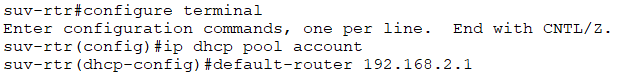 suv-rtr#configure terminal
Enter configuration commands, one per line.  End with CNTL/Z.
suv-rtr(config)#ip dhcp pool account
suv-rtr(dhcp-config)#default-router 192.168.2.1